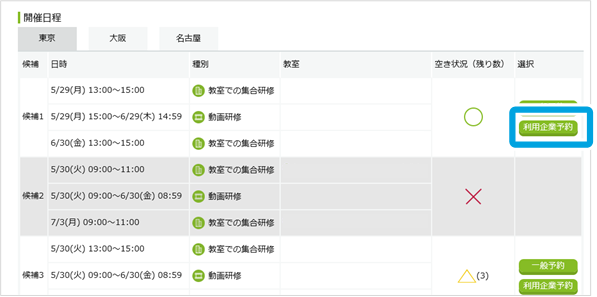 開催日程
東京 大阪 名古屋
候補 日時 種別 教室 空き状況（残り数） 選択
5/29(月) 13:00～15:00 教室での集合研修
候補1 5/29(月) 15:00～6/29(木) 14:59 動画研修 利用企業予約
6/30(金) 13:00～15:00 教室での集合研修
5/30(火) 09:00～11:00 教室での集合研修
候補2 5/30(火) 09:00～6/30(金) 08:59 動画研修
7/3(月) 09:00～11:00 教室での集合研修
5/30(火) 13:00～15:00 教室での集合研修
候補3 5/30(火) 09:00～6/30(金) 08:59 動画研修 (3) 一般予約
利用企業予約